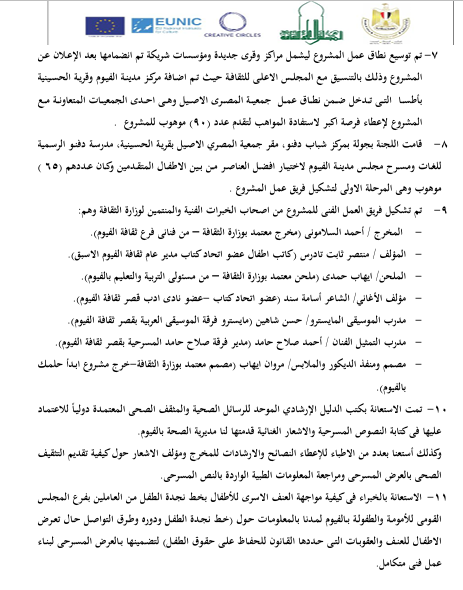 EUNIC
CREATIVE CIRCLES
٧- تم توسيع نطاق عمل المشروع ليشمل مراكز وقرى جديدة ومؤسسات شريكة تم انضمامها بعد الإعلان عن
المشروع وذلك بالتنسيق مع المجلس الاعلى للثقافة حيث تم اضافة مركز مدينة الفيوم وقرية الحسينية
بأطسا التى تدخل ضمن نطاق عمل جمعية المصرى الاصيل وهى احدى الجمعيات المتعاونة مع
المشروع لإعطاء فرصة اكبر لاستفادة المواهب لتقدم عدد (٩٠) موهوب للمشروع .
٨- قامت اللجنة بجولة بمركز شباب دفنو، مقر جمعية المصرى الاصيل بقرية الحسينية، مدرسة دفنو الرسمية
للغات ومسرح مجلس مدينة الفيوم لاختيار افضل العناصر من بين الاطفال المتقدمين وكان عددهم (٦٥ )
موهوب وهى المرحلة الاولى لتشكيل فريق عمل المشروع .
٩- تم تشكيل فريق العمل الفنى للمشروع من اصحاب الخبرات الفنية والمنتمين لوزارة الثقافة وهم:
– المخرج / أحمد السلامونى (مخرج معتمد بوزارة الثقافة – من فنانى فرع ثقافة الفيوم).
– المؤلف / منتصر ثابت تادرس (كاتب اطفال عضو اتحاد كتاب مدير عام ثقافة الفيوم الاسبق).
– الملحن/ ايهاب حمدى (ملحن معتمد بوزارة الثقافة – من مسئولى التربية والتعليم بالفيوم).
– مؤلف الأغاني/ الشاعر أسامة سند (عضو اتحاد كتاب –عضو نادى ادب قصر ثقافة الفيوم).
– مدرب الموسيقى المايسترو/ حسن شاهين (مايسترو فرقة الموسيقى العربية بقصر ثقافة الفيوم).
– مدرب التمثيل الفنان / أحمد صلاح حامد (مدير فرقة صلاح حامد المسرحية بقصر ثقافة الفيوم).
– مصمم ومنفذ الديكور والملابس/ مروان ايهاب (مصمم معتمد بوزارة الثقافة-خرج مشروع ابدأ حلمك
بالفيوم).
١٠- تمت الاستعانة بكتب الدليل الإرشادي الموحد للرسائل الصحية والمثقف الصحى المعتمدة دولياً للاعتماد
عليها فى كتابة النصوص المسرحية والاشعار الغنائية قدمتها لنا مديرية الصحة بالفيوم.
وكذلك أستعنا بعدد من الاطباء للإعطاء النصائح والارشادات للمخرج ومؤلف الاشعار حول كيفية تقديم التثقيف
الصحى بالعرض المسرحى ومراجعة المعلومات الطبية الواردة بالنص المسرحى.
١١- الاستعانة بالخبراء فى كيفية مواجهة العنف الاسرى للأطفال بخط نجدة الطفل من العاملين بفرع المجلس
القومى للأمومة والطفولة بالفيوم لمدنا بالمعلومات حول (خط نجدة الطفل ودوره وطرق التواصل حال تعرض
الاطفال للعنف والعقوبات التى حددها القانون للحفاظ على حقوق الطفل) لتضمينها بالعرض المسرحى لبناء
عمل فنى متكامل.